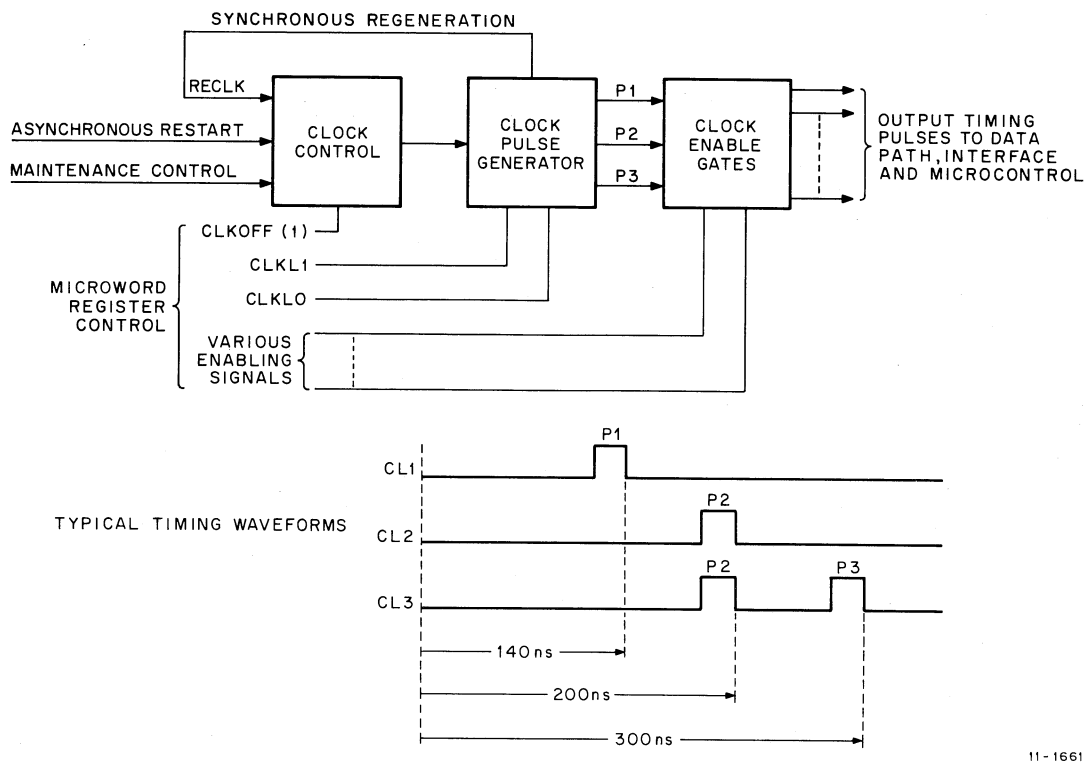 SYNCHRONOUS REGENERATION
RECLK
ASYNCHRONOUS RESTART
MAINTENANCE CONTROL
CLOCK
CONTROL
CLOCK
PULSE
GENERATOR
P1
P2
P3
CLOCK
ENABLE
GATES
OUTPUT TIMING
PULSES TO DATA
PATH, INTERFACE
AND MICROCONTROL
MICROWORD
REGISTER
CONTROL
CLKOFF (1)
CLKL1
CLKL0
VARIOUS
ENABLING
SIGNALS
TYPICAL TIMING WAVEFORMS
CL1
P1
CL2
P2
CL3
P2
P3
140ns
200ns
300ns
11-1661